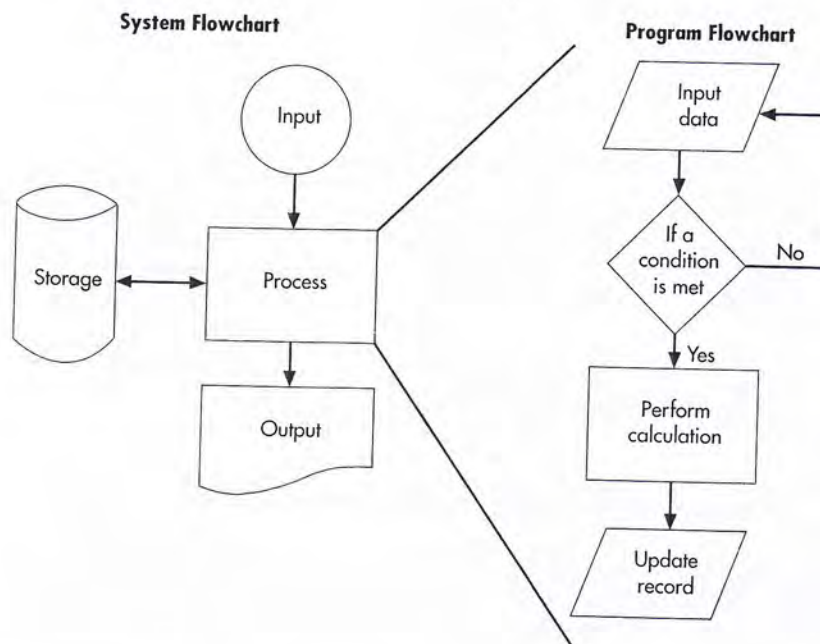 System Flowchart
Input
Storage
Process
Output
Program Flowchart
Input
data
If a
condition
is met
No
Yes
Perform
calculation
Update
record